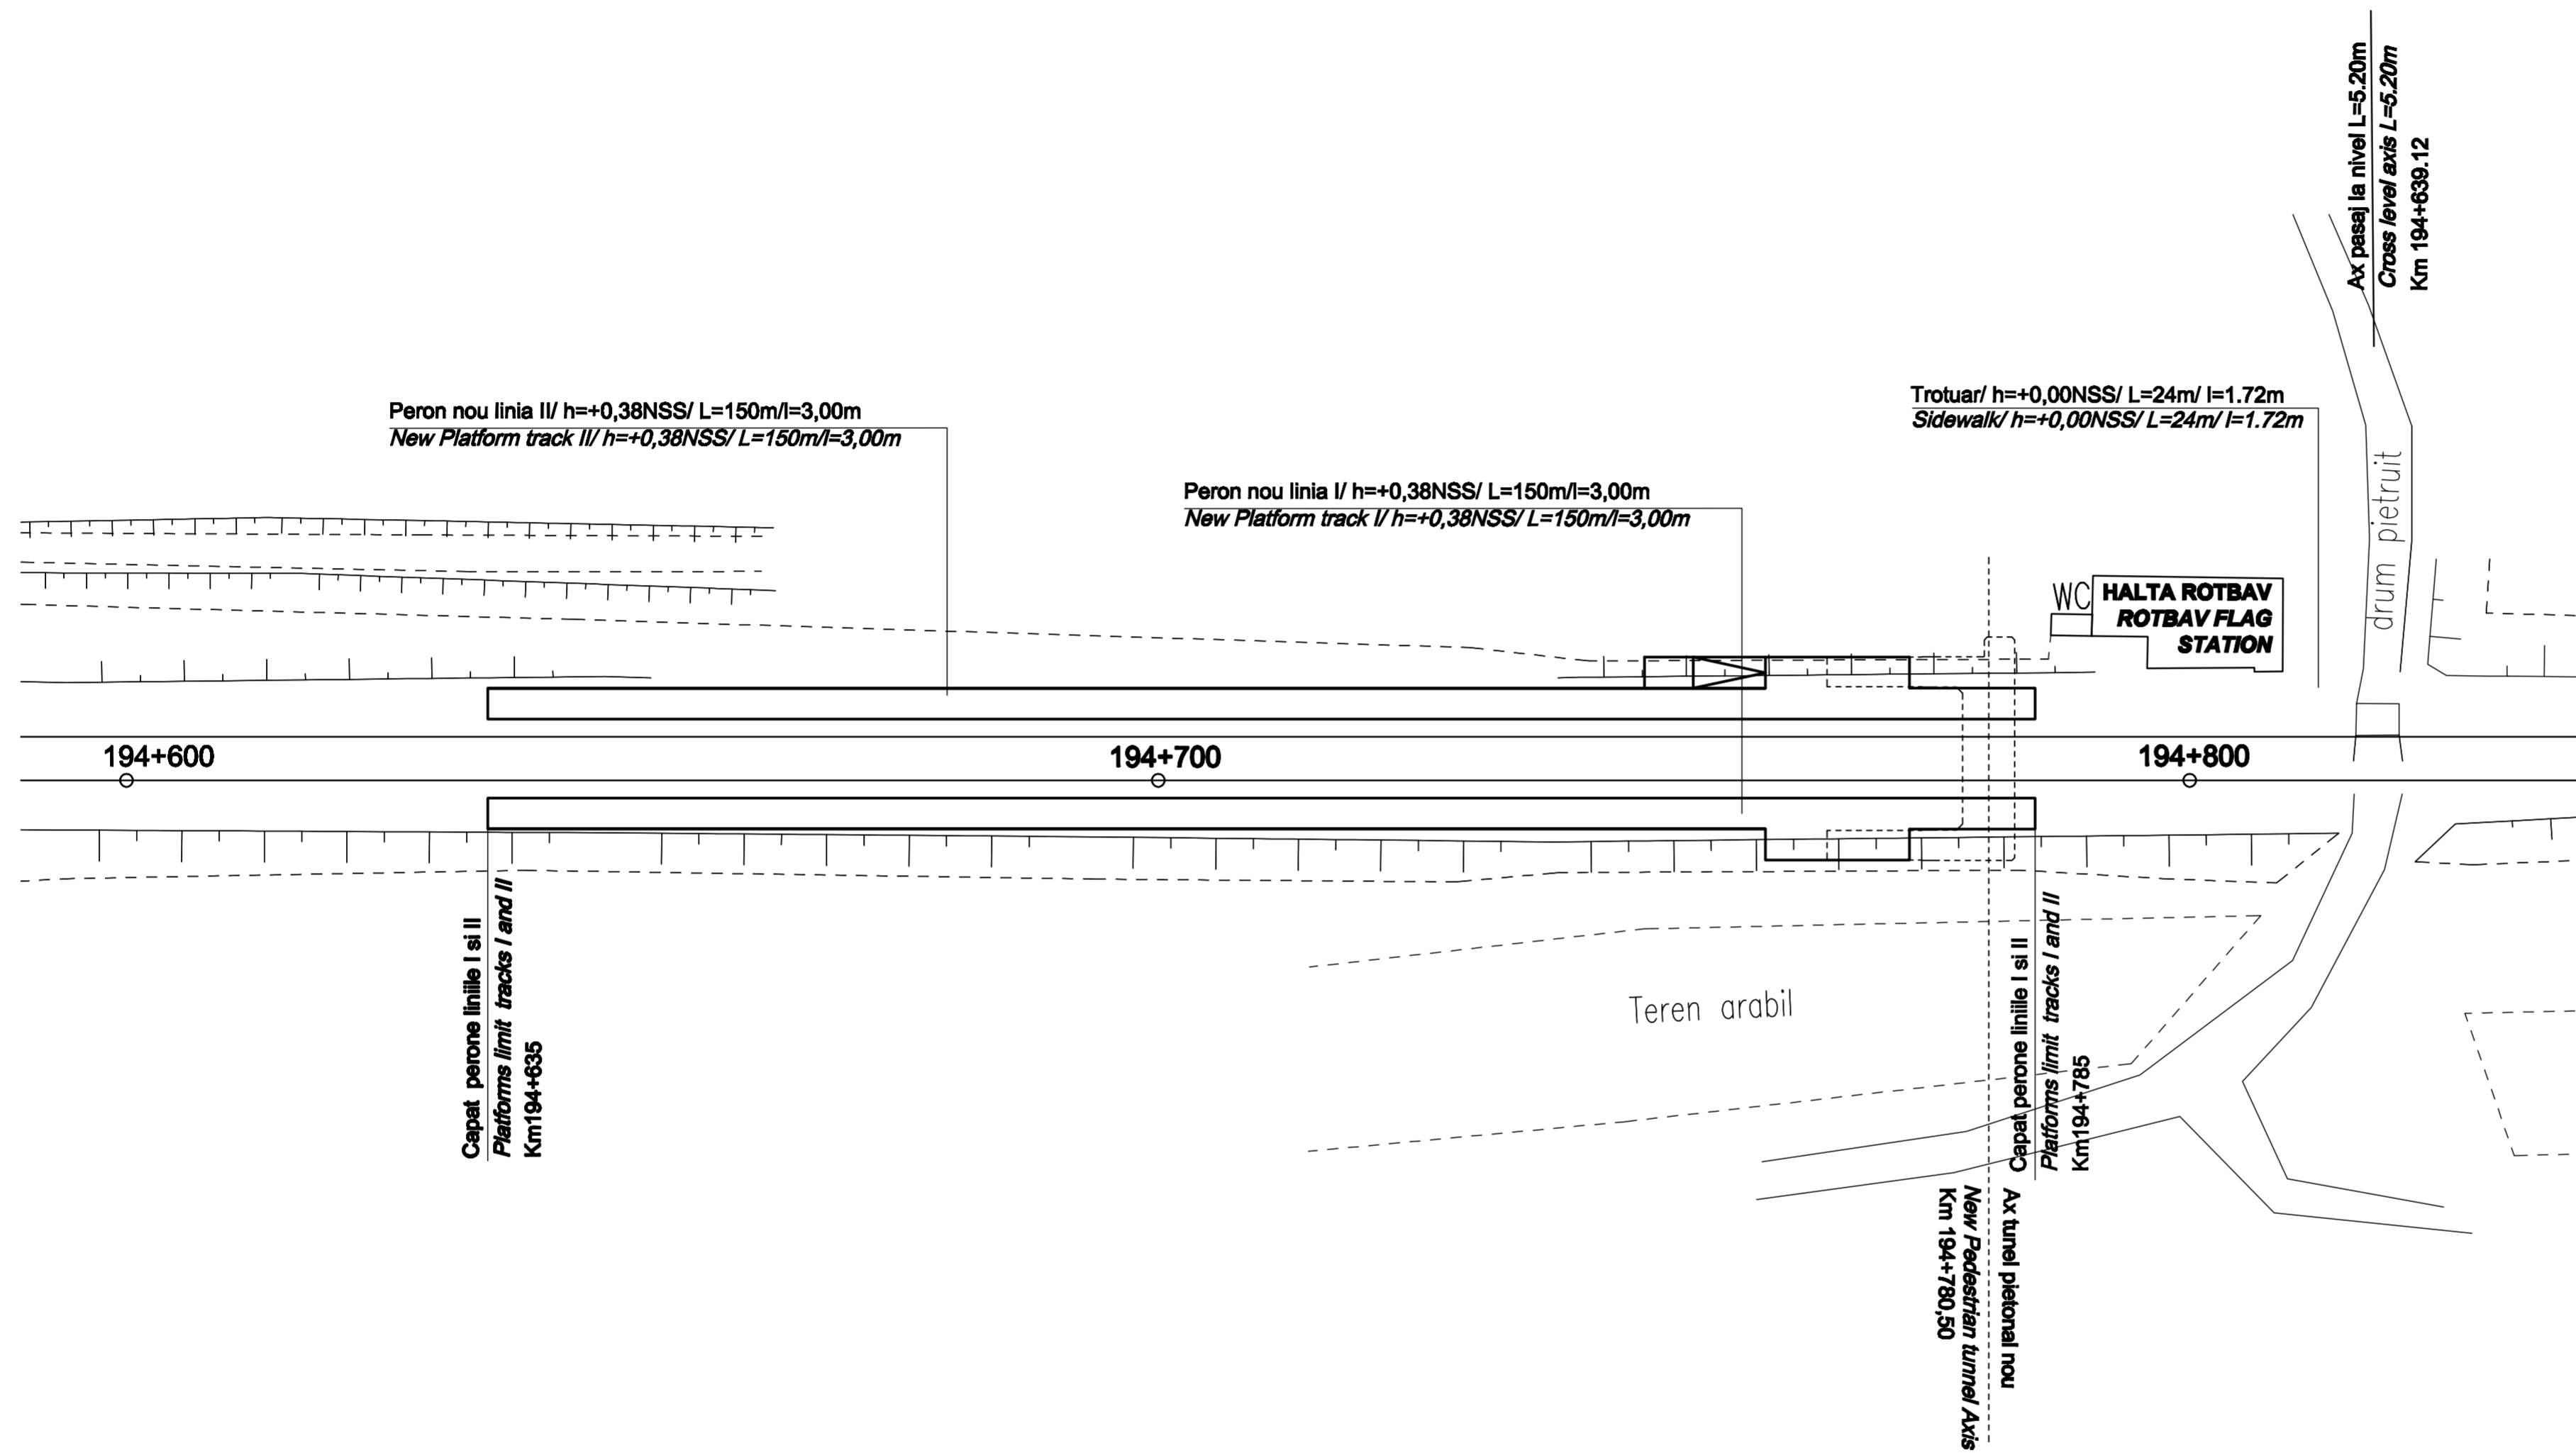 Ax pasaj la nivel L=5.20m
Cross level axis L=5.20m
Km 194+639.12
Peron nou linia II/ h=+0,38NSS/ L=150m/l=3,00m
New Platform track II/ h=+0,38NSS/ L=150m/l=3,00m
Trotuar/ h=+0,00NSS/ L=24m/ l=1.72m
Sidewalk/ h=+0,00NSS/ L=24m/ l=1.72m
Peron nou linia I/ h=+0,38NSS/ L=150m/l=3,00m
New Platform track I/ h=+0,38NSS/ L=150m/l=3,00m
drum pietruit
WC
HALTA ROTBAV
ROTBAV FLAG
STATION
194+600
194+700
194+800
Capat perone liniile I si II
Platforms limit tracks I and II
Km194+635
Teren arabil
Capat perone liniile I si II
Platforms limit tracks I and II
Km194+785
Ax tunel pietonal nou
New Pedestrian tunnel Axis
Km 194+780,50